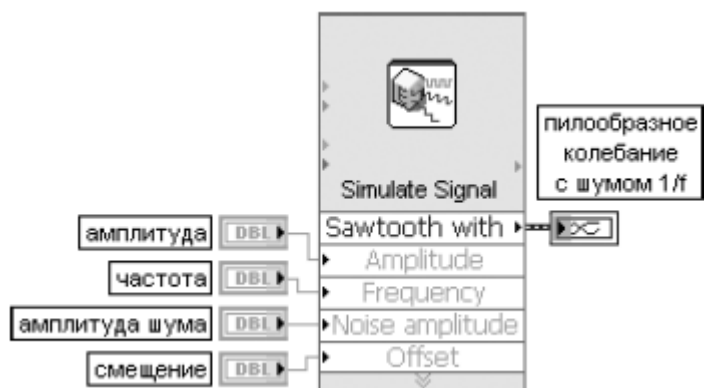 Simulate Signal
пилообразное
колебание
с шумом 1/f
Sawtooth with
амплитуда
DBL
Amplitude
частота
DBL
Frequency
амплитуда шума
DBL
Noise amplitude
смещение
DBL
Offset